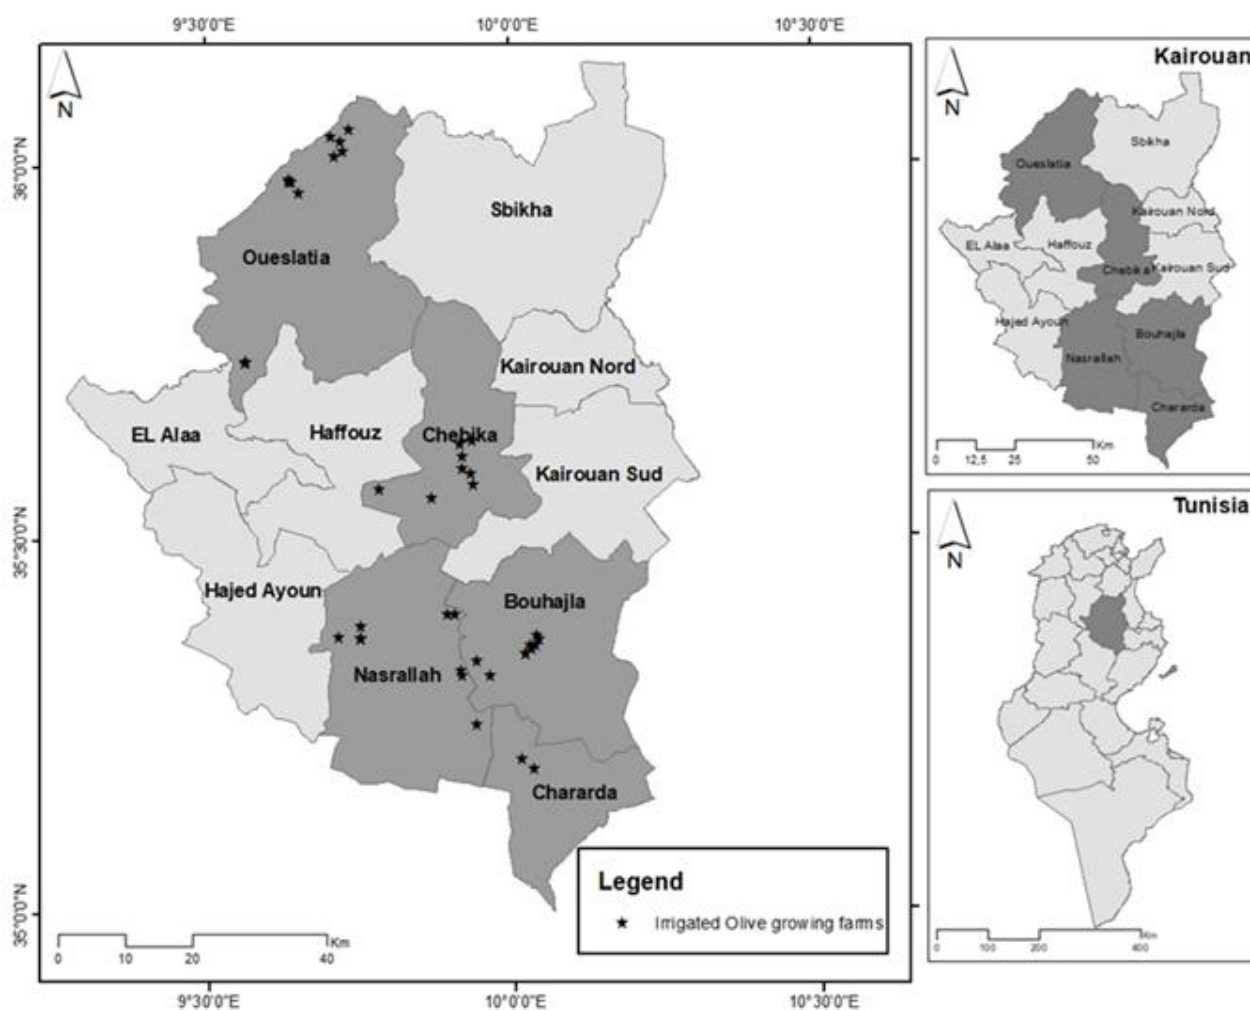 9°30'0"E
10°0'0"E
10°30'0"E
36°0'0"N
35°30'0"N
35°0'0"N
N
Oueslatia
Sbikha
Kairouan Nord
EL Alaa
Haffouz
Chebika
Kairouan Sud
Hajed Ayoun
Bouhajla
Nasrallah
Chararda
Legend
Irrigated Olive growing farms
0 10 20 40 Km
9°30'0"E
10°0'0"E
10°30'0"E
Kairouan
N
Sbikha
Oueslatia
Kairouan Nord
EL Alaa
Haffouz
Chebika
Kairouan Sud
Hajed Ayoun
Bouhajla
Nasrallah
Chararda
0 12,5 25 50 Km
Tunisia
N
0 100 200 400 Km